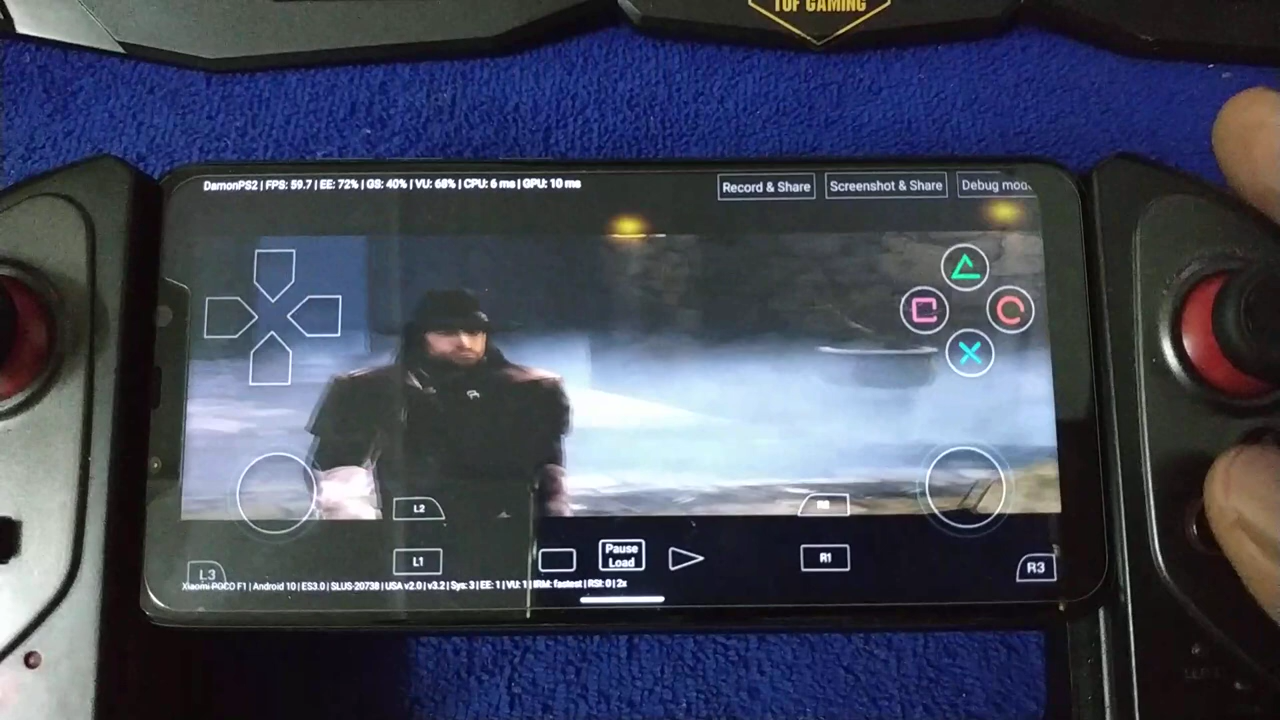 TUF GAMING
DamonPS2 | FPS: 59.7 | EE: 72% | GS: 40% | VU: 68% | CPU: 6 ms | GPU: 10 ms
Record & Share
Screenshot & Share
Debug mo
L2
L1
Pause
Load
R1
L3
R3
Xiaomi POCO F1 | Android 10 | ES3.0 | SLUS-20738 | USA v2.0 | v3.2 | Sys: 3 | EE: 1 | VU: 1 | IRM: fastest | RSI: 0 | 2x